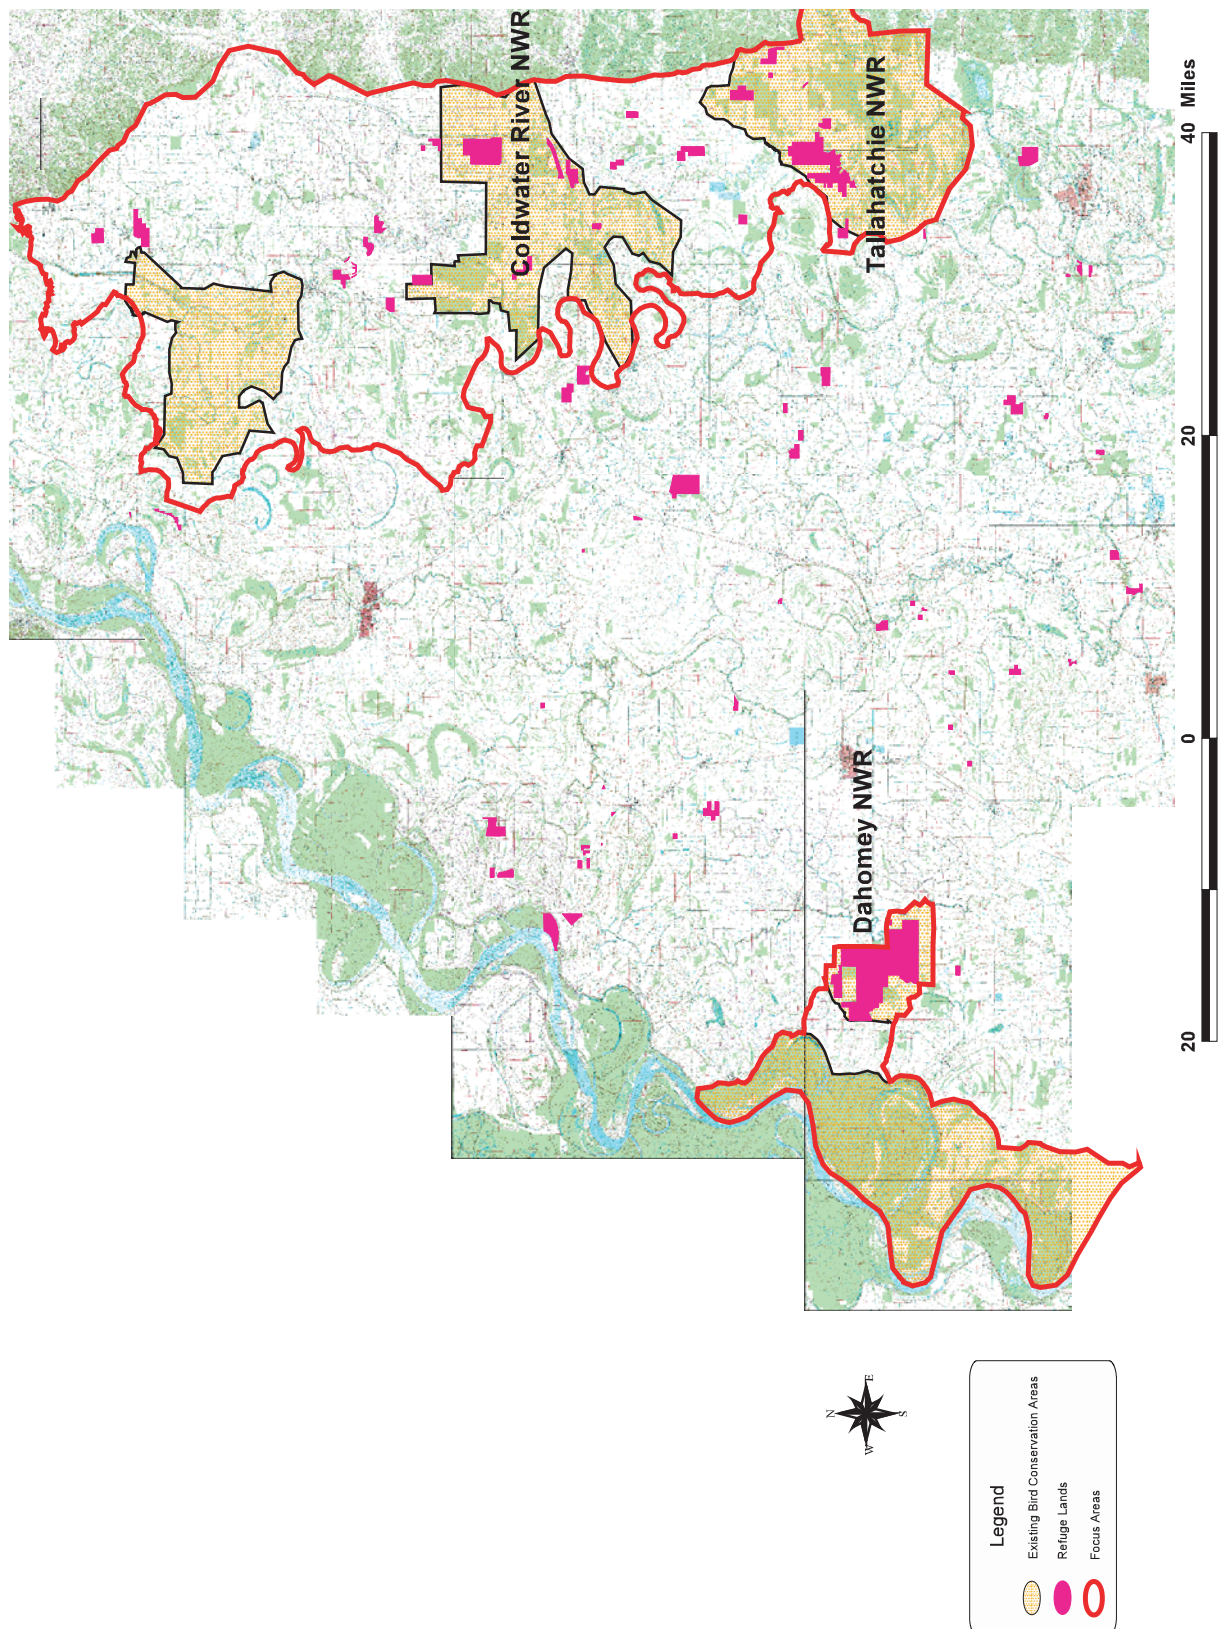 Coldwater River NWR
Tallahatchie NWR
Dahomey NWR
20
0
20
40
Miles
N
E
S
W
Legend
Existing Bird Conservation Areas
Refuge Lands
Focus Areas